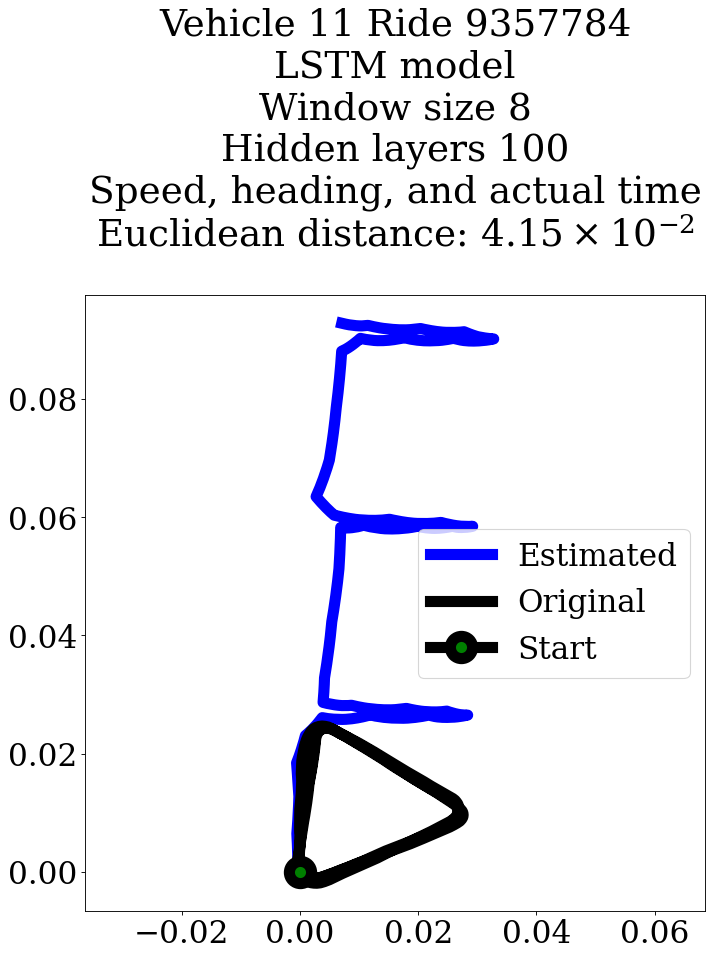 Vehicle 11 Ride 9357784
LSTM model
Window size 8
Hidden layers 100
Speed, heading, and actual time
Euclidean distance: 4.15 × 10⁻²
0.08
0.06
Estimated
Original
0.04
Start
0.02
0.00
−0.02 0.00 0.02 0.04 0.06